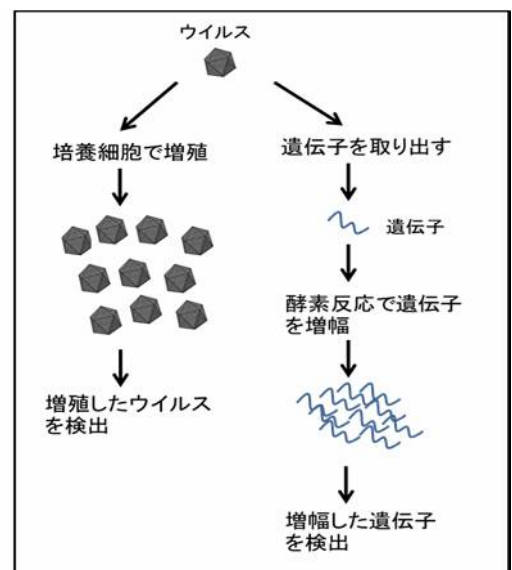 ウイルス
培養細胞で増殖
増殖したウイルス
を検出
遺伝子を取り出す
遺伝子
酵素反応で遺伝子
を増幅
増幅した遺伝子
を検出